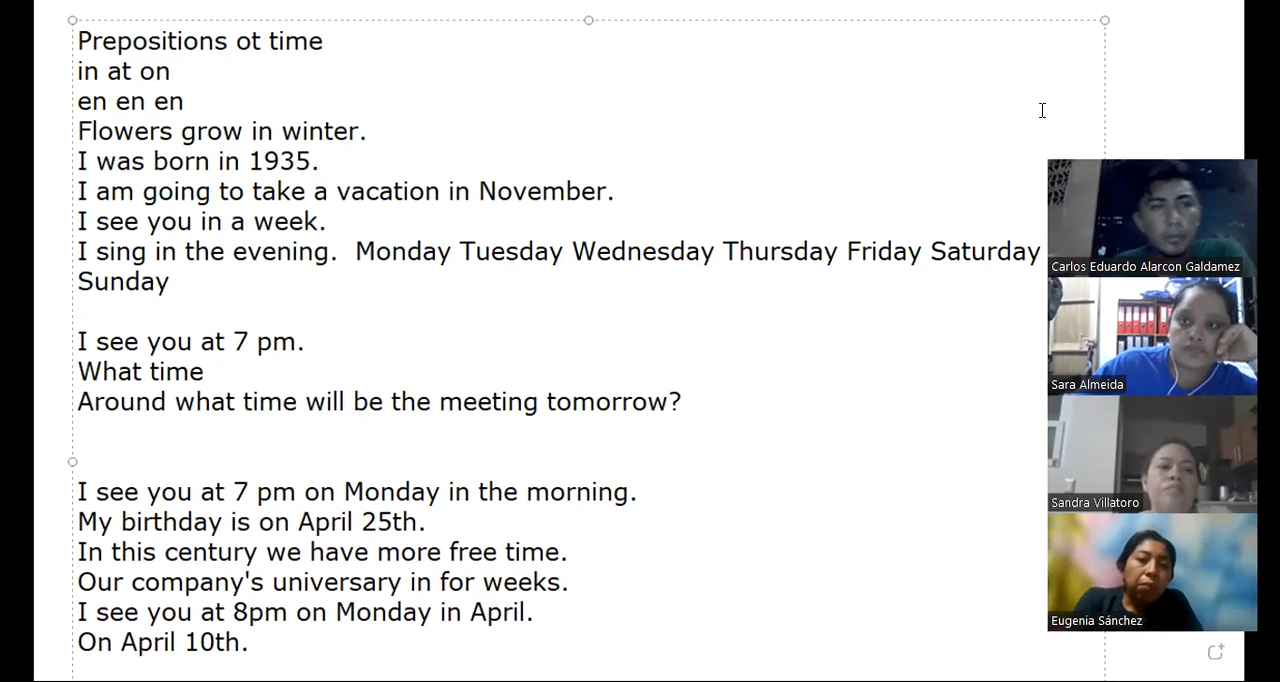 Prepositions ot time
in at on
en en en
Flowers grow in winter.
I was born in 1935.
I am going to take a vacation in November.
I see you in a week.
I sing in the evening.  Monday Tuesday Wednesday Thursday Friday Saturday
Sunday
I see you at 7 pm.
What time
Around what time will be the meeting tomorrow?
I see you at 7 pm on Monday in the morning.
My birthday is on April 25th.
In this century we have more free time.
Our company's universary in for weeks.
I see you at 8pm on Monday in April.
On April 10th.
Carlos Eduardo Alarcon Galdamez
Sara Almeida
Sandra Villatoro
Eugenia Sánchez